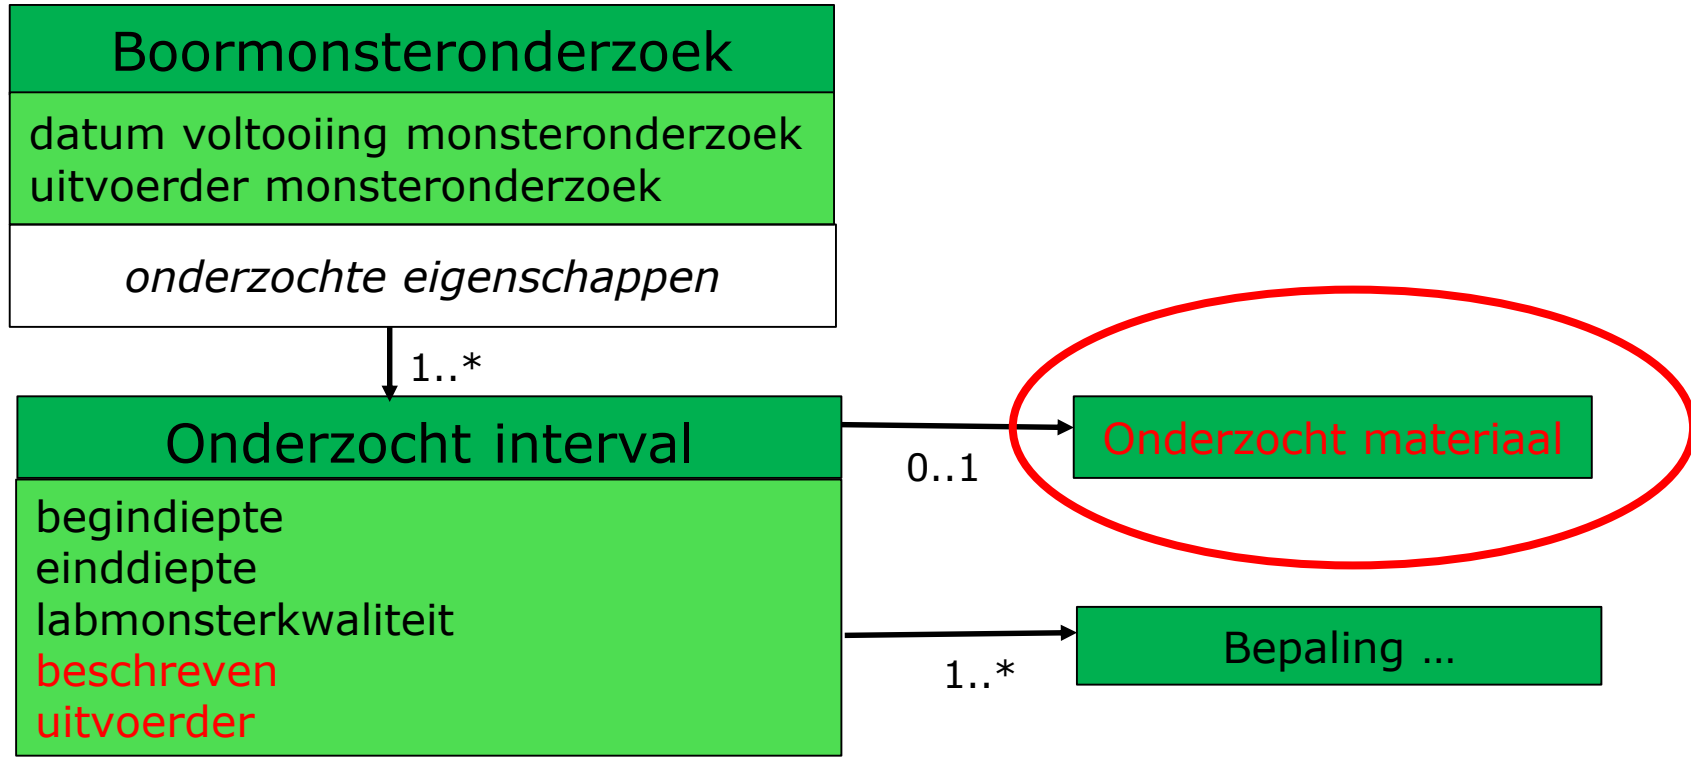 Boormonsteronderzoek
datum voltooiing monsteronderzoek
uitvoerder monsteronderzoek
onderzochte eigenschappen
1..*
Onderzocht interval
begindiepte
einddiepte
labmonsterkwaliteit
beschreven
uitvoerder
0..1
Onderzocht materiaal
1..*
Bepaling …